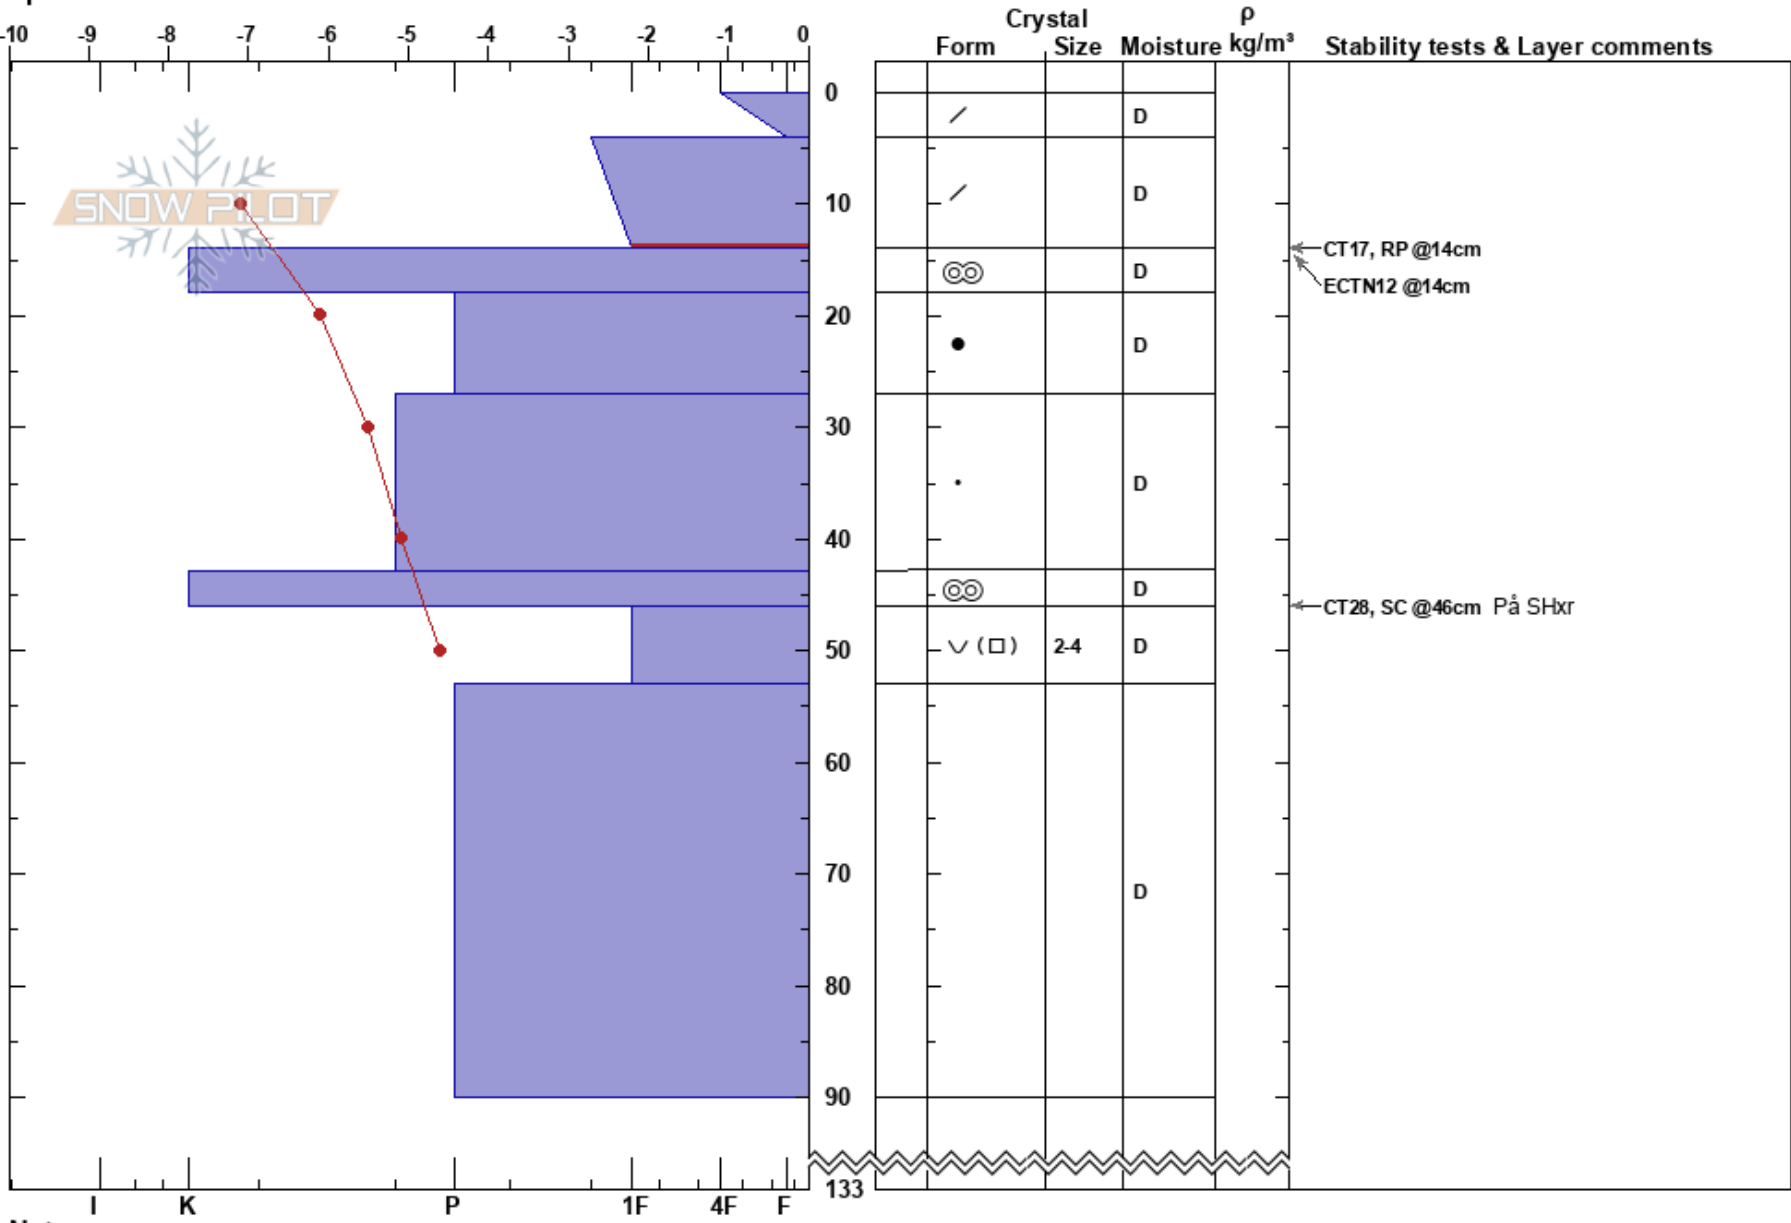 -10 -9 -8 -7 -6 -5 -4 -3 -2 -1 0
Crystal
ρ
Form Size Moisture kg/m³ Stability tests & Layer comments
0
D
SNOW PILOT
10
D
CT17, RP @14cm
D
ECTN12 @14cm
20
D
30
D
40
D
CT28, SC @46cm På SHxr
50
2-4 D
60
70
D
80
90
133
I K P 1F 4F F